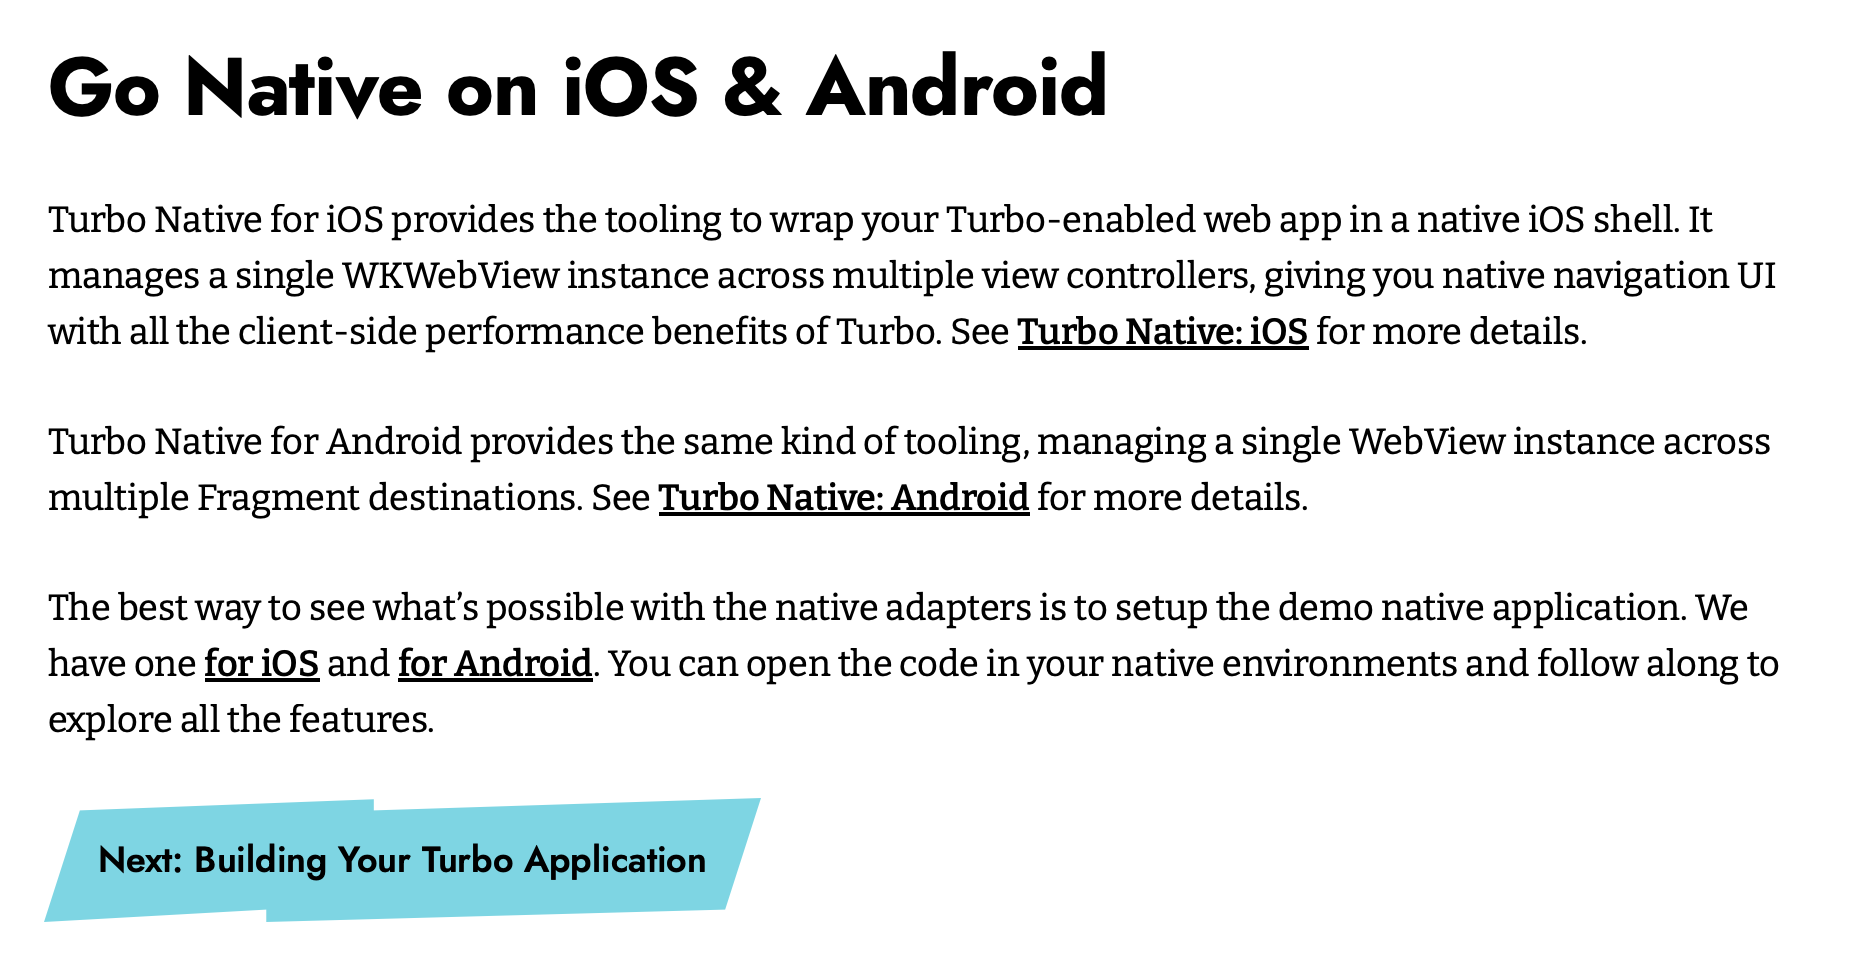 Go Native on iOS & Android
Turbo Native for iOS provides the tooling to wrap your Turbo-enabled web app in a native iOS shell. It
manages a single WKWebView instance across multiple view controllers, giving you native navigation UI
with all the client-side performance benefits of Turbo. See Turbo Native: iOS for more details.
Turbo Native for Android provides the same kind of tooling, managing a single WebView instance across
multiple Fragment destinations. See Turbo Native: Android for more details.
The best way to see what’s possible with the native adapters is to setup the demo native application. We
have one for iOS and for Android. You can open the code in your native environments and follow along to
explore all the features.
Next: Building Your Turbo Application